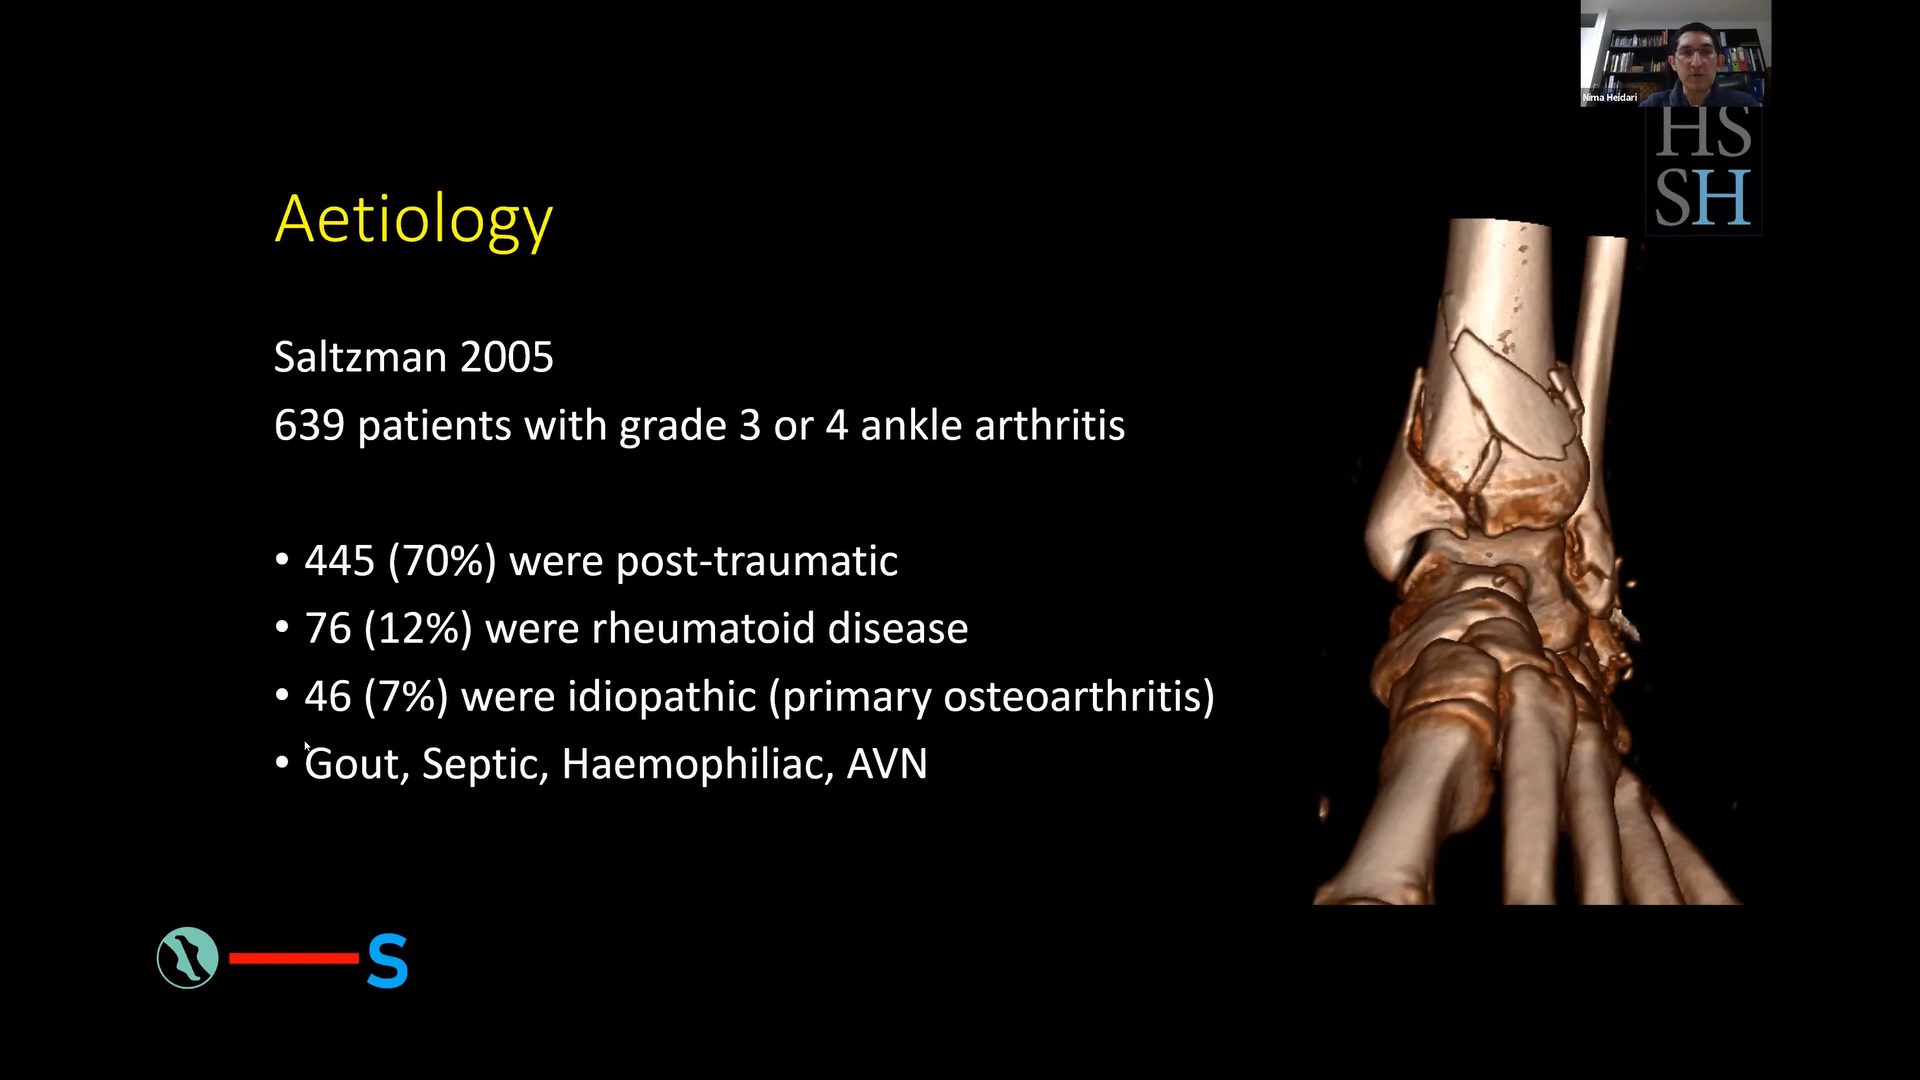 Nima Heidari
HS
SH
Aetiology
Saltzman 2005
639 patients with grade 3 or 4 ankle arthritis
• 445 (70%) were post-traumatic
• 76 (12%) were rheumatoid disease
• 46 (7%) were idiopathic (primary osteoarthritis)
• Gout, Septic, Haemophiliac, AVN
S